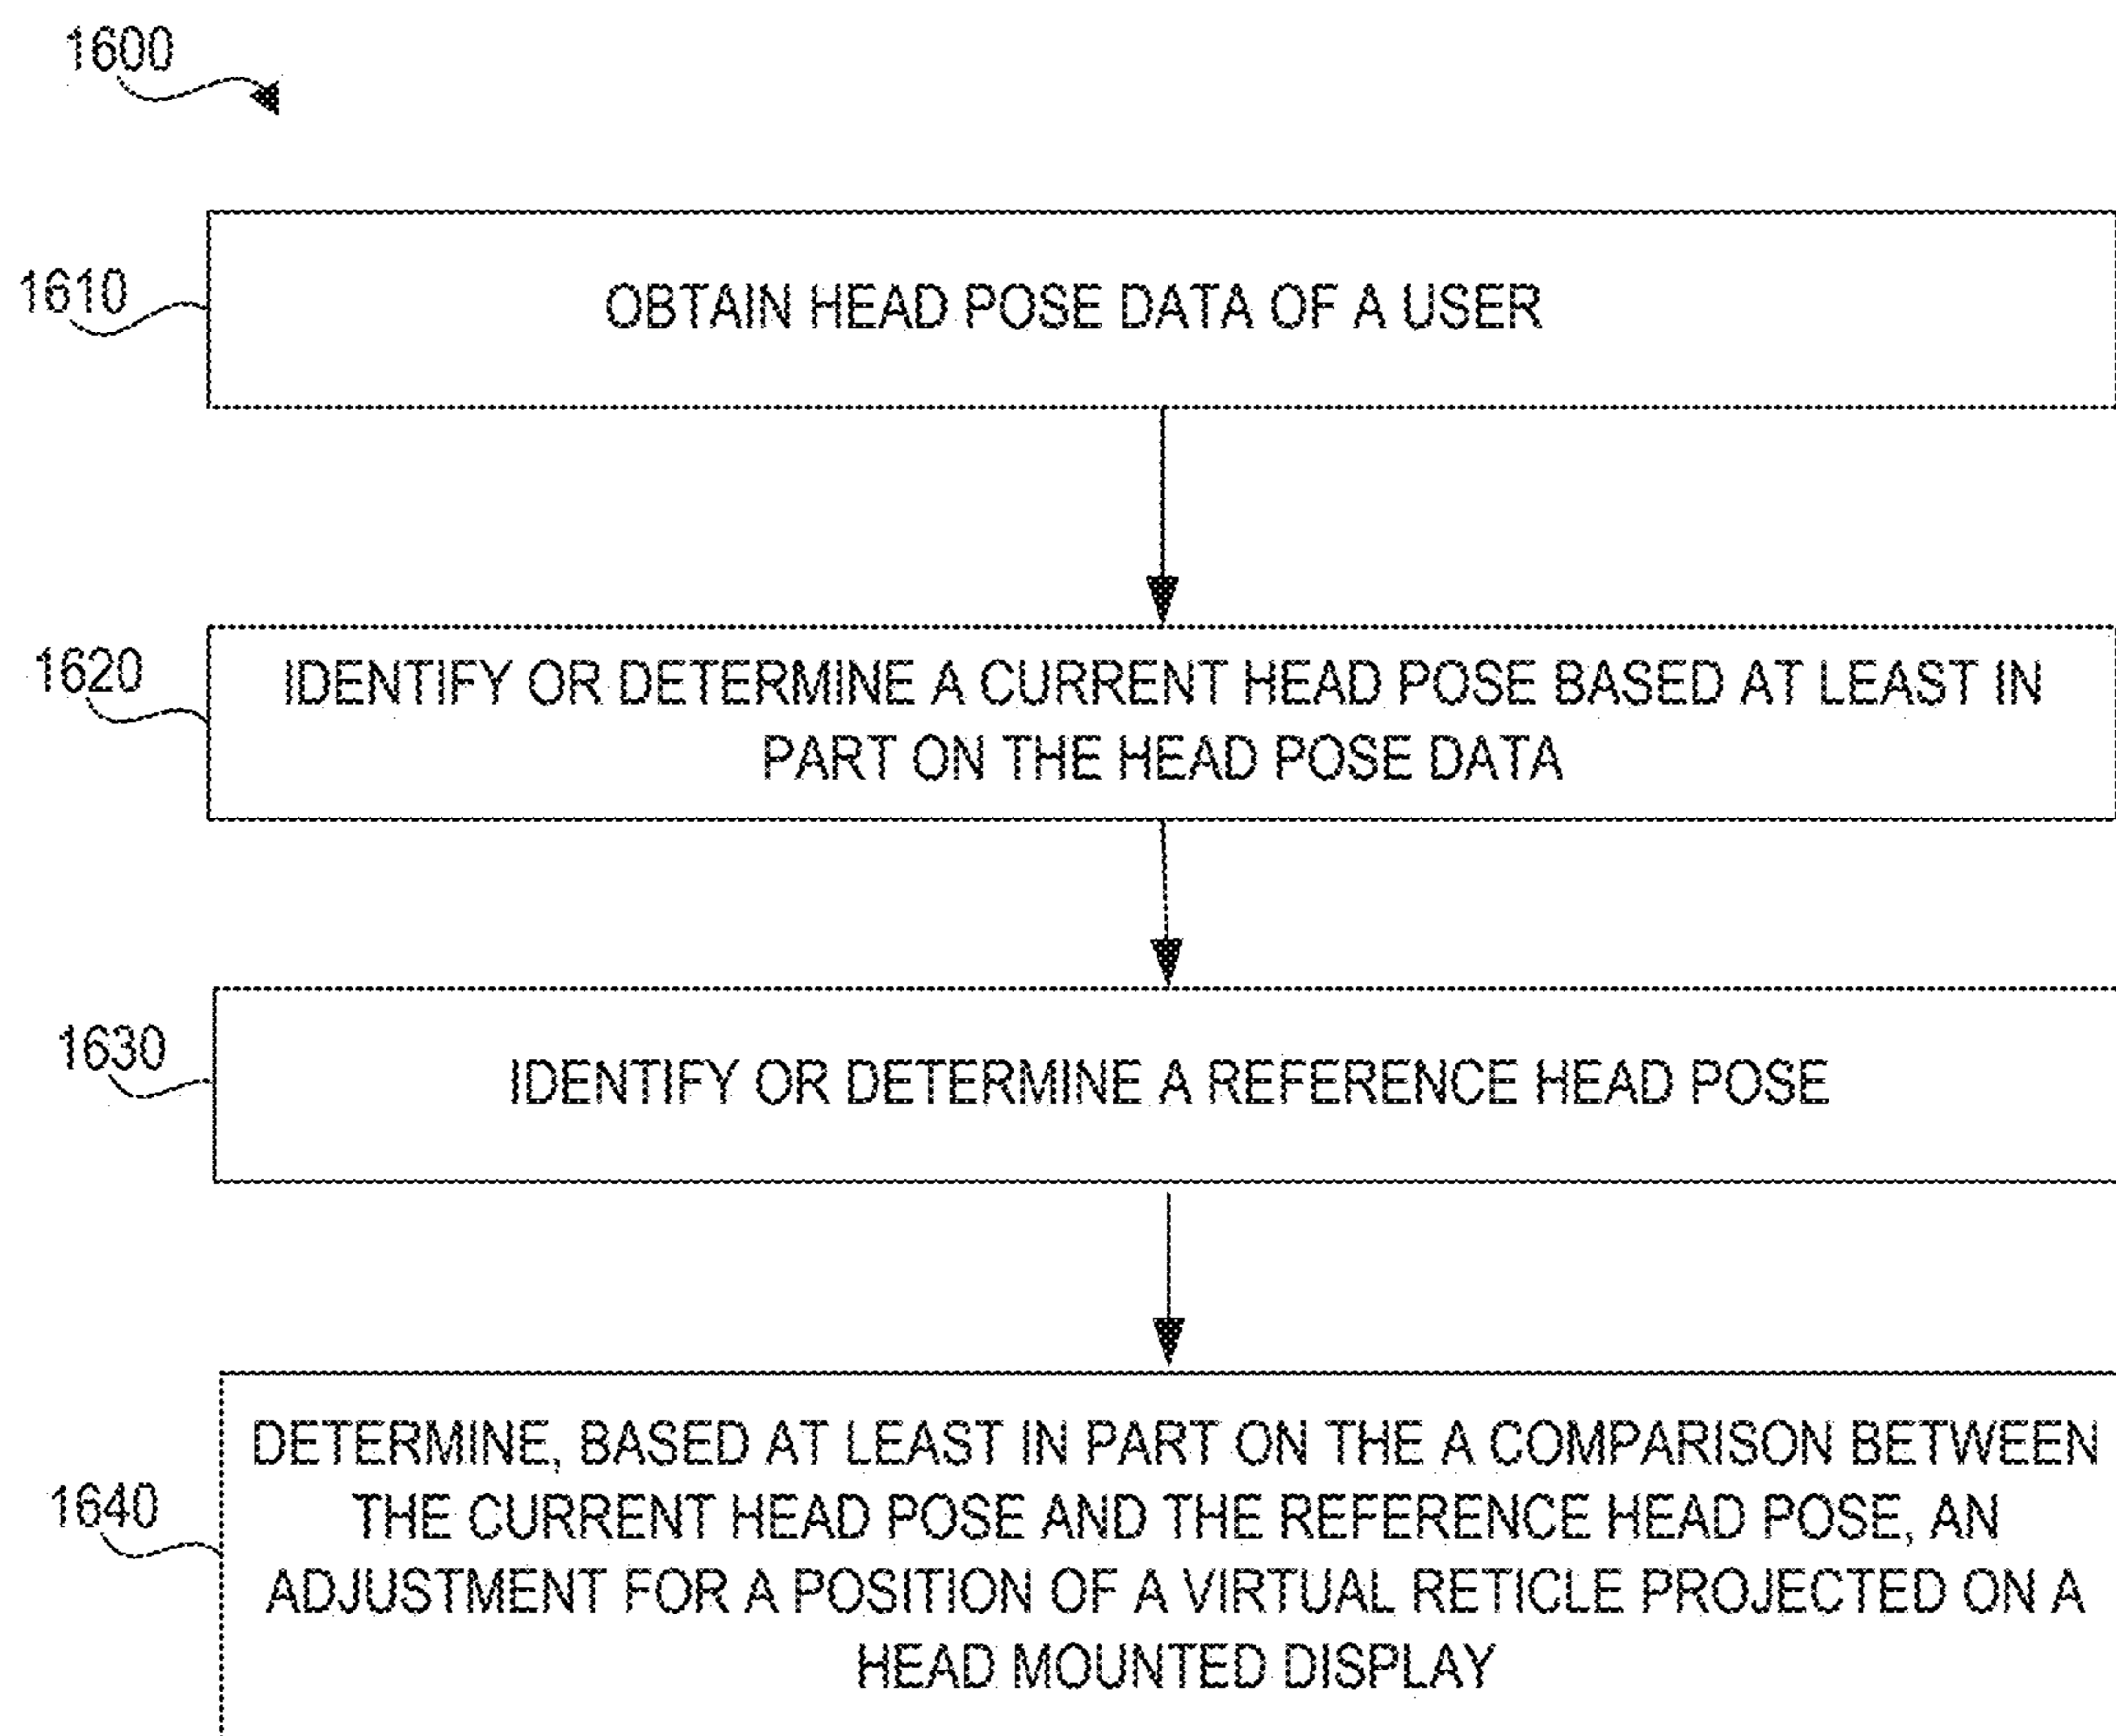 1600
1610
OBTAIN HEAD POSE DATA OF A USER
1620
IDENTIFY OR DETERMINE A CURRENT HEAD POSE BASED AT LEAST IN
PART ON THE HEAD POSE DATA
1630
IDENTIFY OR DETERMINE A REFERENCE HEAD POSE
1640
DETERMINE, BASED AT LEAST IN PART ON THE A COMPARISON BETWEEN
THE CURRENT HEAD POSE AND THE REFERENCE HEAD POSE, AN
ADJUSTMENT FOR A POSITION OF A VIRTUAL RETICLE PROJECTED ON A
HEAD MOUNTED DISPLAY